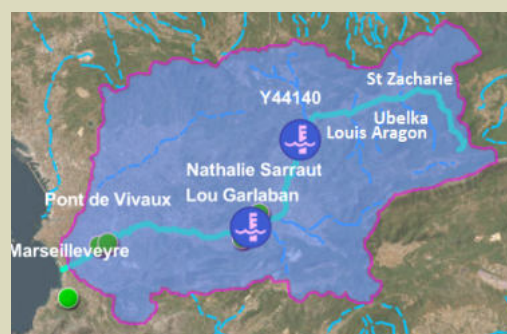 St Zacharie
Y44140
Ubelka
Louis Aragon
Nathalie Sarraut
Lou Garlaban
Pont de Vivaux
Marseilleveyre